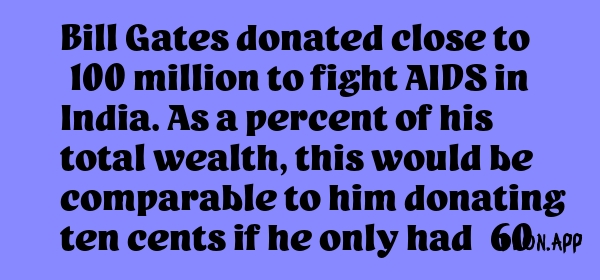 Bill Gates donated close to
100 million to fight AIDS in
India. As a percent of his
total wealth, this would be
comparable to him donating
ten cents if he only had 60